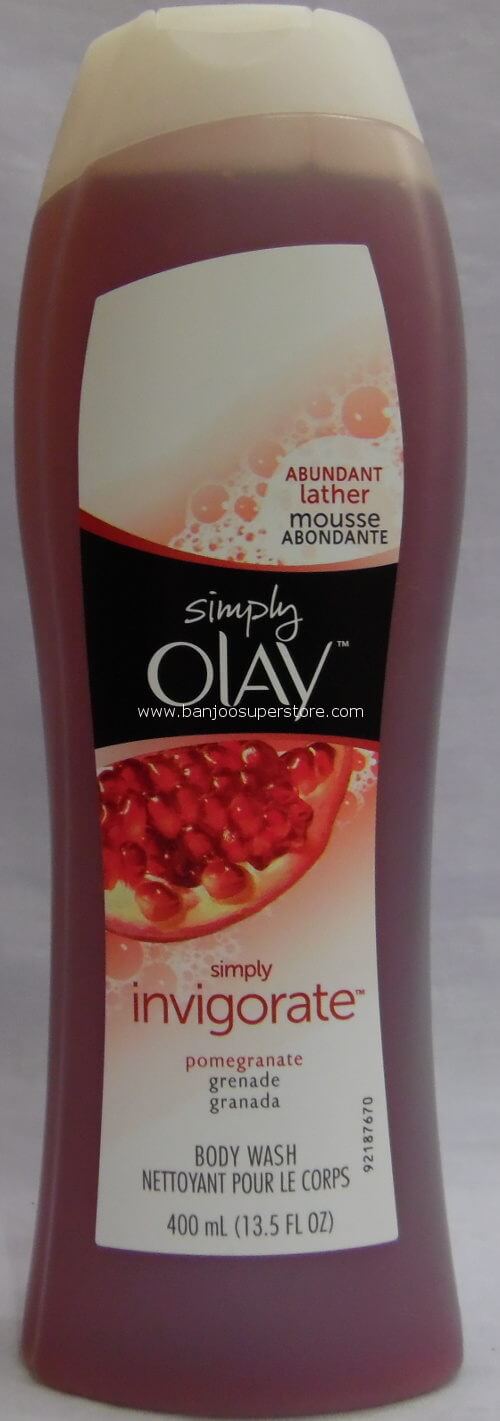 ABUNDANT
lather
mousse
ABONDANTE
simply
OLAY™
www.banjoosuperstore.com
simply
invigorate™
pomegranate
grenade
granada
BODY WASH
NETTOYANT POUR LE CORPS
400 mL (13.5 FL OZ)
92187670